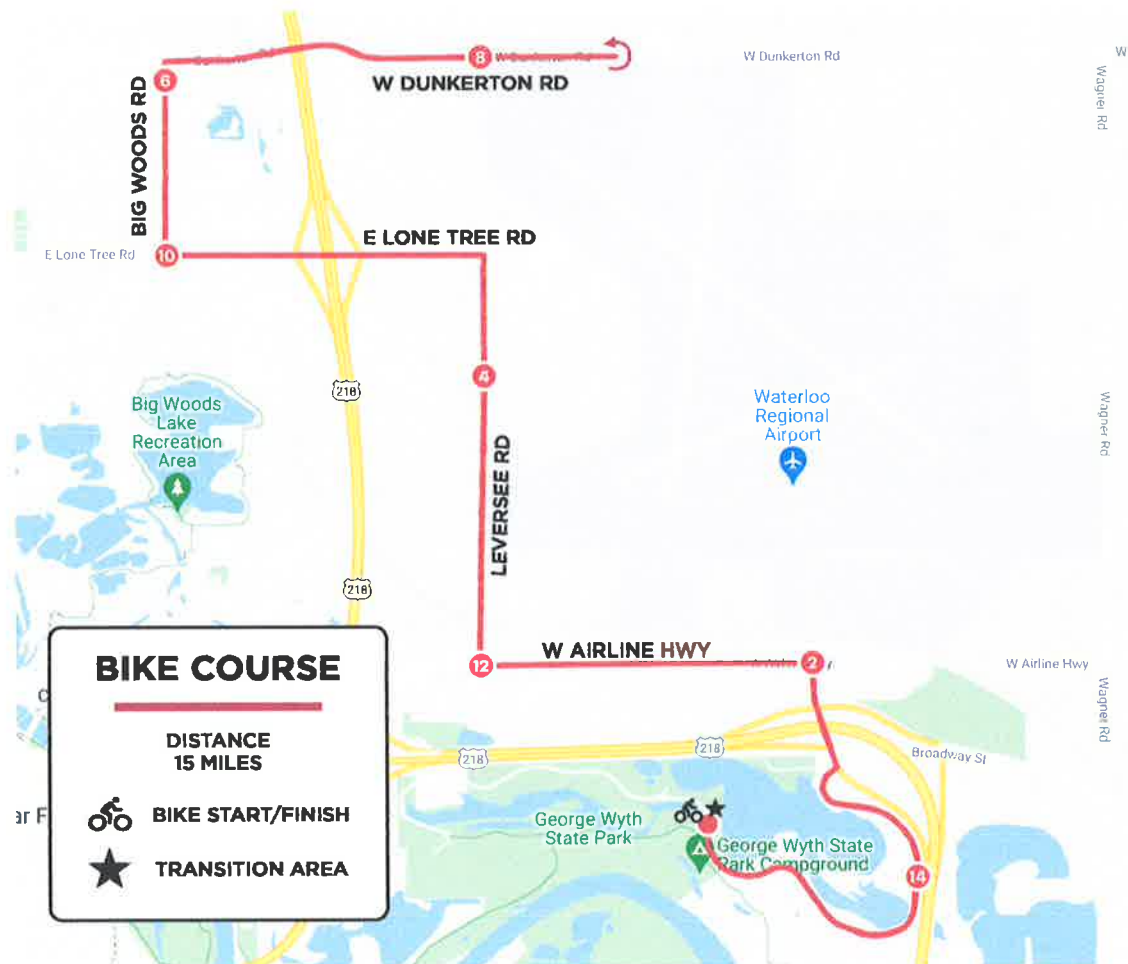 W Dunkerton Rd
W
8
W DUNKERTON RD
6
BIG WOODS RD
Wagner Rd
E LONE TREE RD
E Lone Tree Rd
10
4
218
Big Woods
Lake
Recreation
Area
Waterloo
Regional
Airport
Wagner Rd
LEVERSEE RD
218
W AIRLINE HWY
12
2
W Airline Hwy
Wagner Rd
BIKE COURSE
DISTANCE
15 MILES
BIKE START/FINISH
TRANSITION AREA
218
218
Broadway St
ar F
George Wyth
State Park
George Wyth State
Park Campground
14